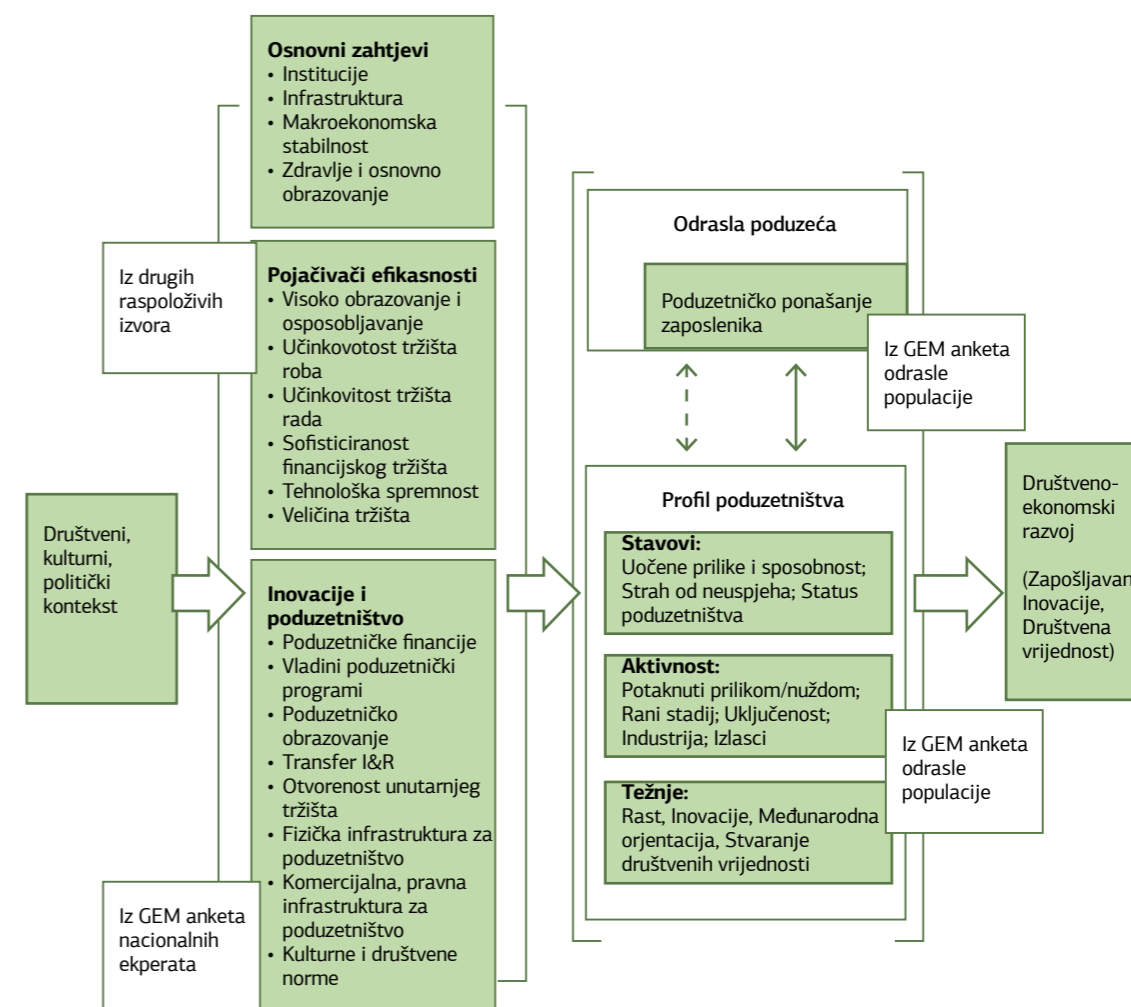 Društveni,
kulturni,
politički
kontekst
Osnovni zahtjevi
• Institucije
• Infrastruktura
• Makroekonomska
stabilnost
• Zdravlje i osnovno
obrazovanje
Iz drugih
raspoloživih
izvora
Pojačivači efikasnosti
• Visoko obrazovanje i
osposobljavanje
• Učinkovotost tržišta
roba
• Učinkovitost tržišta
rada
• Sofisticiranost
financijskog tržišta
• Tehnološka spremnost
• Veličina tržišta
Inovacije i
poduzetništvo
• Poduzetničke financije
• Vladini poduzetnički
programi
• Poduzetničko
obrazovanje
• Transfer I&R
• Otvorenost unutarnjeg
tržišta
• Fizička infrastruktura za
poduzetništvo
• Komercijalna, pravna
infrastruktura za
poduzetništvo
• Kulturne i društvene
norme
Iz GEM anketa
nacionalnih
ekperata
Odrasla poduzeća
Poduzetničko ponašanje
zaposlenika
Iz GEM anketa
odrasle
populacije
Profil poduzetništva
Stavovi:
Uočene prilike i sposobnost;
Strah od neuspjeha; Status
poduzetništva
Aktivnost:
Potaknuti prilikom/nuždom;
Rani stadij; Uključenost;
Industrija; Izlasci
Težnje:
Rast, Inovacije, Međunarodna
orjentacija, Stvaranje
društvenih vrijednosti
Iz GEM anketa
odrasle
populacije
Društveno-
ekonomski
razvoj
(Zapošljavan
Inovacije,
Društvena
vrijednost)